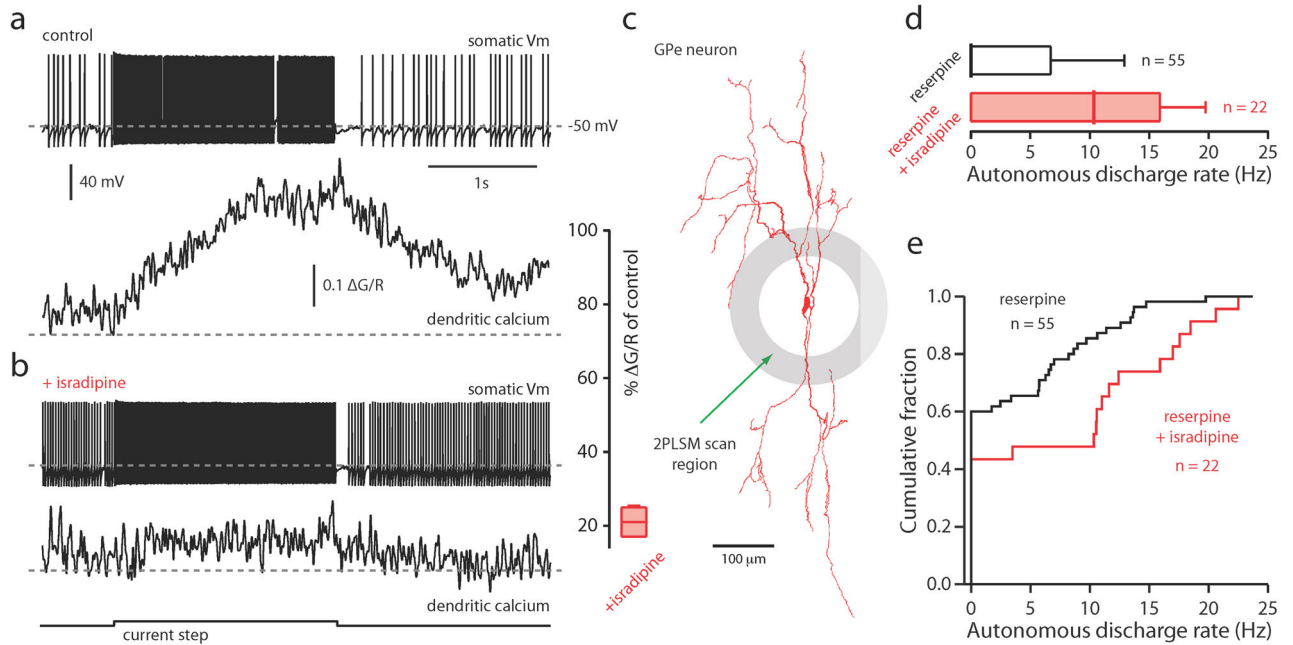 a
control
somatic Vm
-50 mV
40 mV
1s
0.1 ΔG/R
dendritic calcium
b
+ isradipine
somatic Vm
dendritic calcium
current step
100
80
60
40
20
% ΔG/R of control
+isradipine
c
GPe neuron
2PLSM scan
region
100 μm
d
reserpine
n = 55
reserpine
+ isradipine
n = 22
0
5
10
15
20
25
Autonomous discharge rate (Hz)
e
1.0
0.8
0.6
0.4
0.2
0.0
Cumulative fraction
reserpine
n = 55
reserpine
+ isradipine
n = 22
0
5
10
15
20
25
Autonomous discharge rate (Hz)